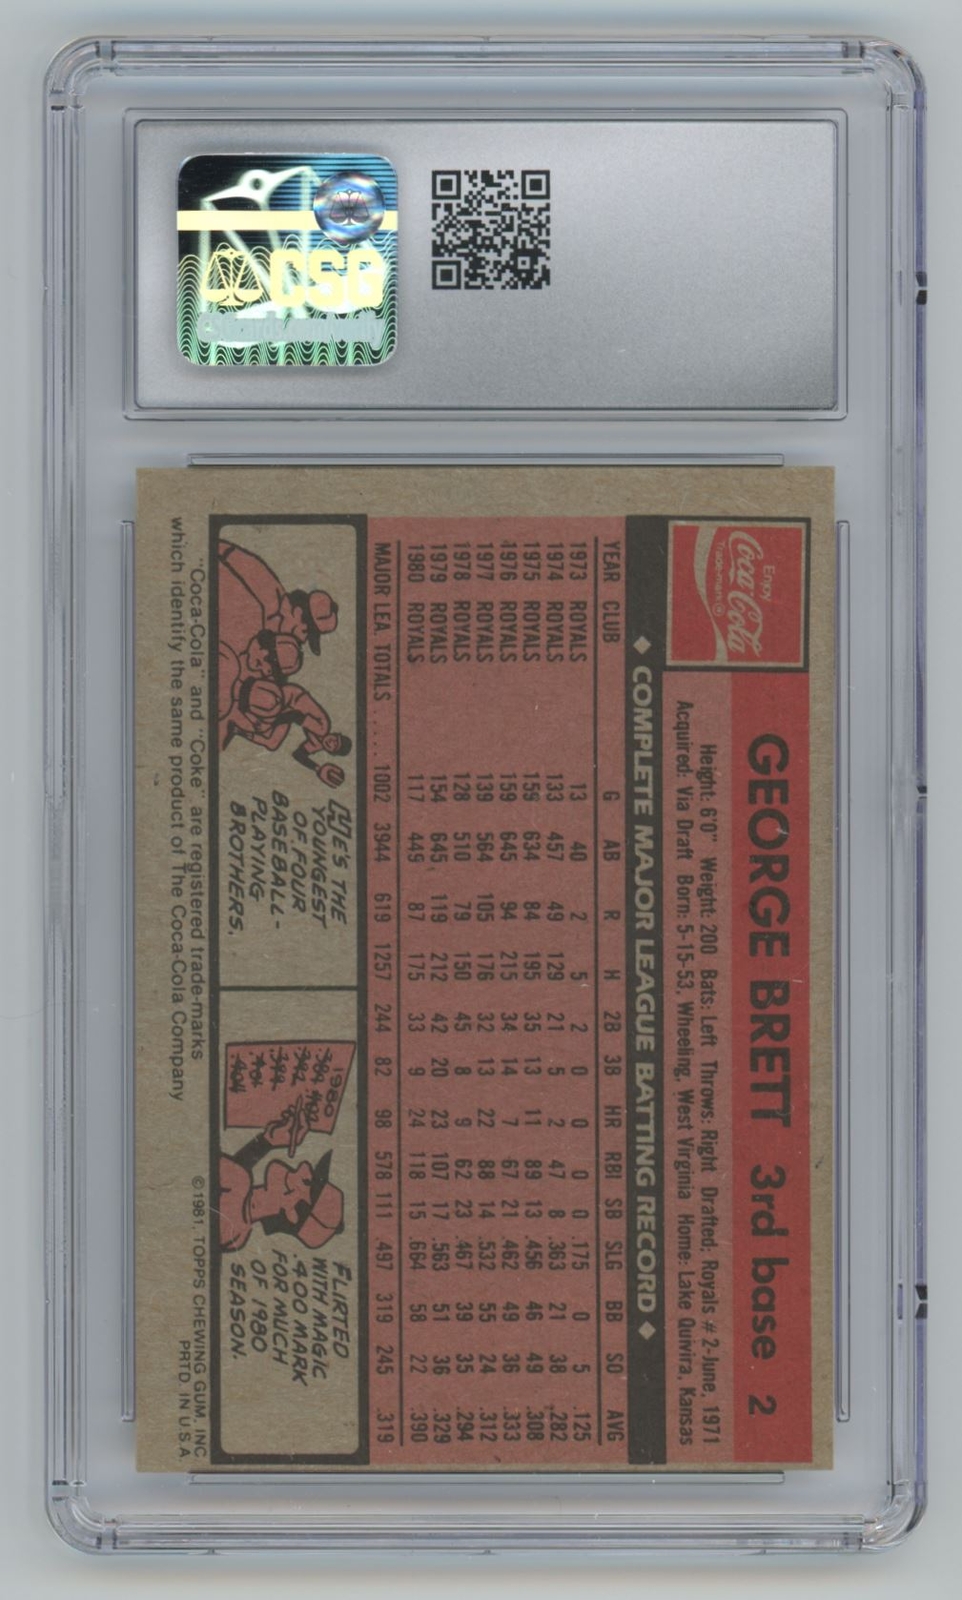 CSG
Enjoy
Coca-Cola
Trade-mark ®
GEORGE BRETT 3rd base 2
Height: 6'0" Weight: 200 Bats: Left Throws: Right Drafted: Royals #2-June, 1971
Acquired: Via Draft Born: 5-15-53, Wheeling, West Virginia Home: Lake Quivira, Kansas
◆ COMPLETE MAJOR LEAGUE BATTING RECORD ◆
YEAR CLUB G AB R H 2B 3B HR RBI SB SLG BB SO AVG
1973 ROYALS 13 40 2 5 2 0 0 0 0 .175 0 5 .125
1974 ROYALS 133 457 49 129 21 5 2 47 8 .363 21 38 .282
1975 ROYALS 159 634 84 195 35 13 11 89 13 .456 46 49 .308
1976 ROYALS 159 645 94 215 34 14 7 67 21 .462 49 36 .333
1977 ROYALS 139 564 105 176 32 13 22 88 14 .532 55 24 .312
1978 ROYALS 128 510 79 150 45 8 9 62 23 .467 39 35 .294
1979 ROYALS 154 645 119 212 42 20 23 107 17 .563 51 36 .329
1980 ROYALS 117 449 87 175 33 9 24 118 15 .664 58 22 .390
MAJOR LEA. TOTALS .... 1002 3944 619 1257 244 82 98 578 111 .497 319 245 .319
HE'S THE
YOUNGEST
OF FOUR
BASEBALL-
PLAYING
BROTHERS.
1980
FLIRTED
WITH MAGIC
.400 MARK
FOR MUCH
OF 1980
SEASON.
"Coca-Cola" and "Coke" are registered trade-marks
which identify the same product of The Coca-Cola Company
©1981, TOPPS CHEWING GUM, INC
PRTD. IN U.S.A.